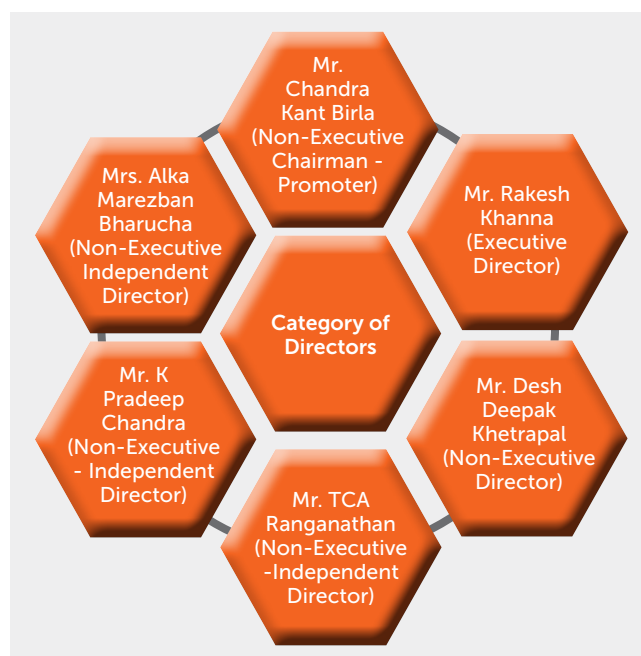 Mr.
Chandra
Kant Birla
(Non-Executive
Chairman -
Promoter)
Mr. Rakesh
Khanna
(Executive
Director)
Mr. Desh
Deepak
Khetrapal
(Non-Executive
Director)
Mr. TCA
Ranganathan
(Non-Executive
-Independent
Director)
Mr. K
Pradeep
Chandra
(Non-Executive
- Independent
Director)
Mrs. Alka
Marezban
Bharucha
(Non-Executive
Independent
Director)
Category of
Directors